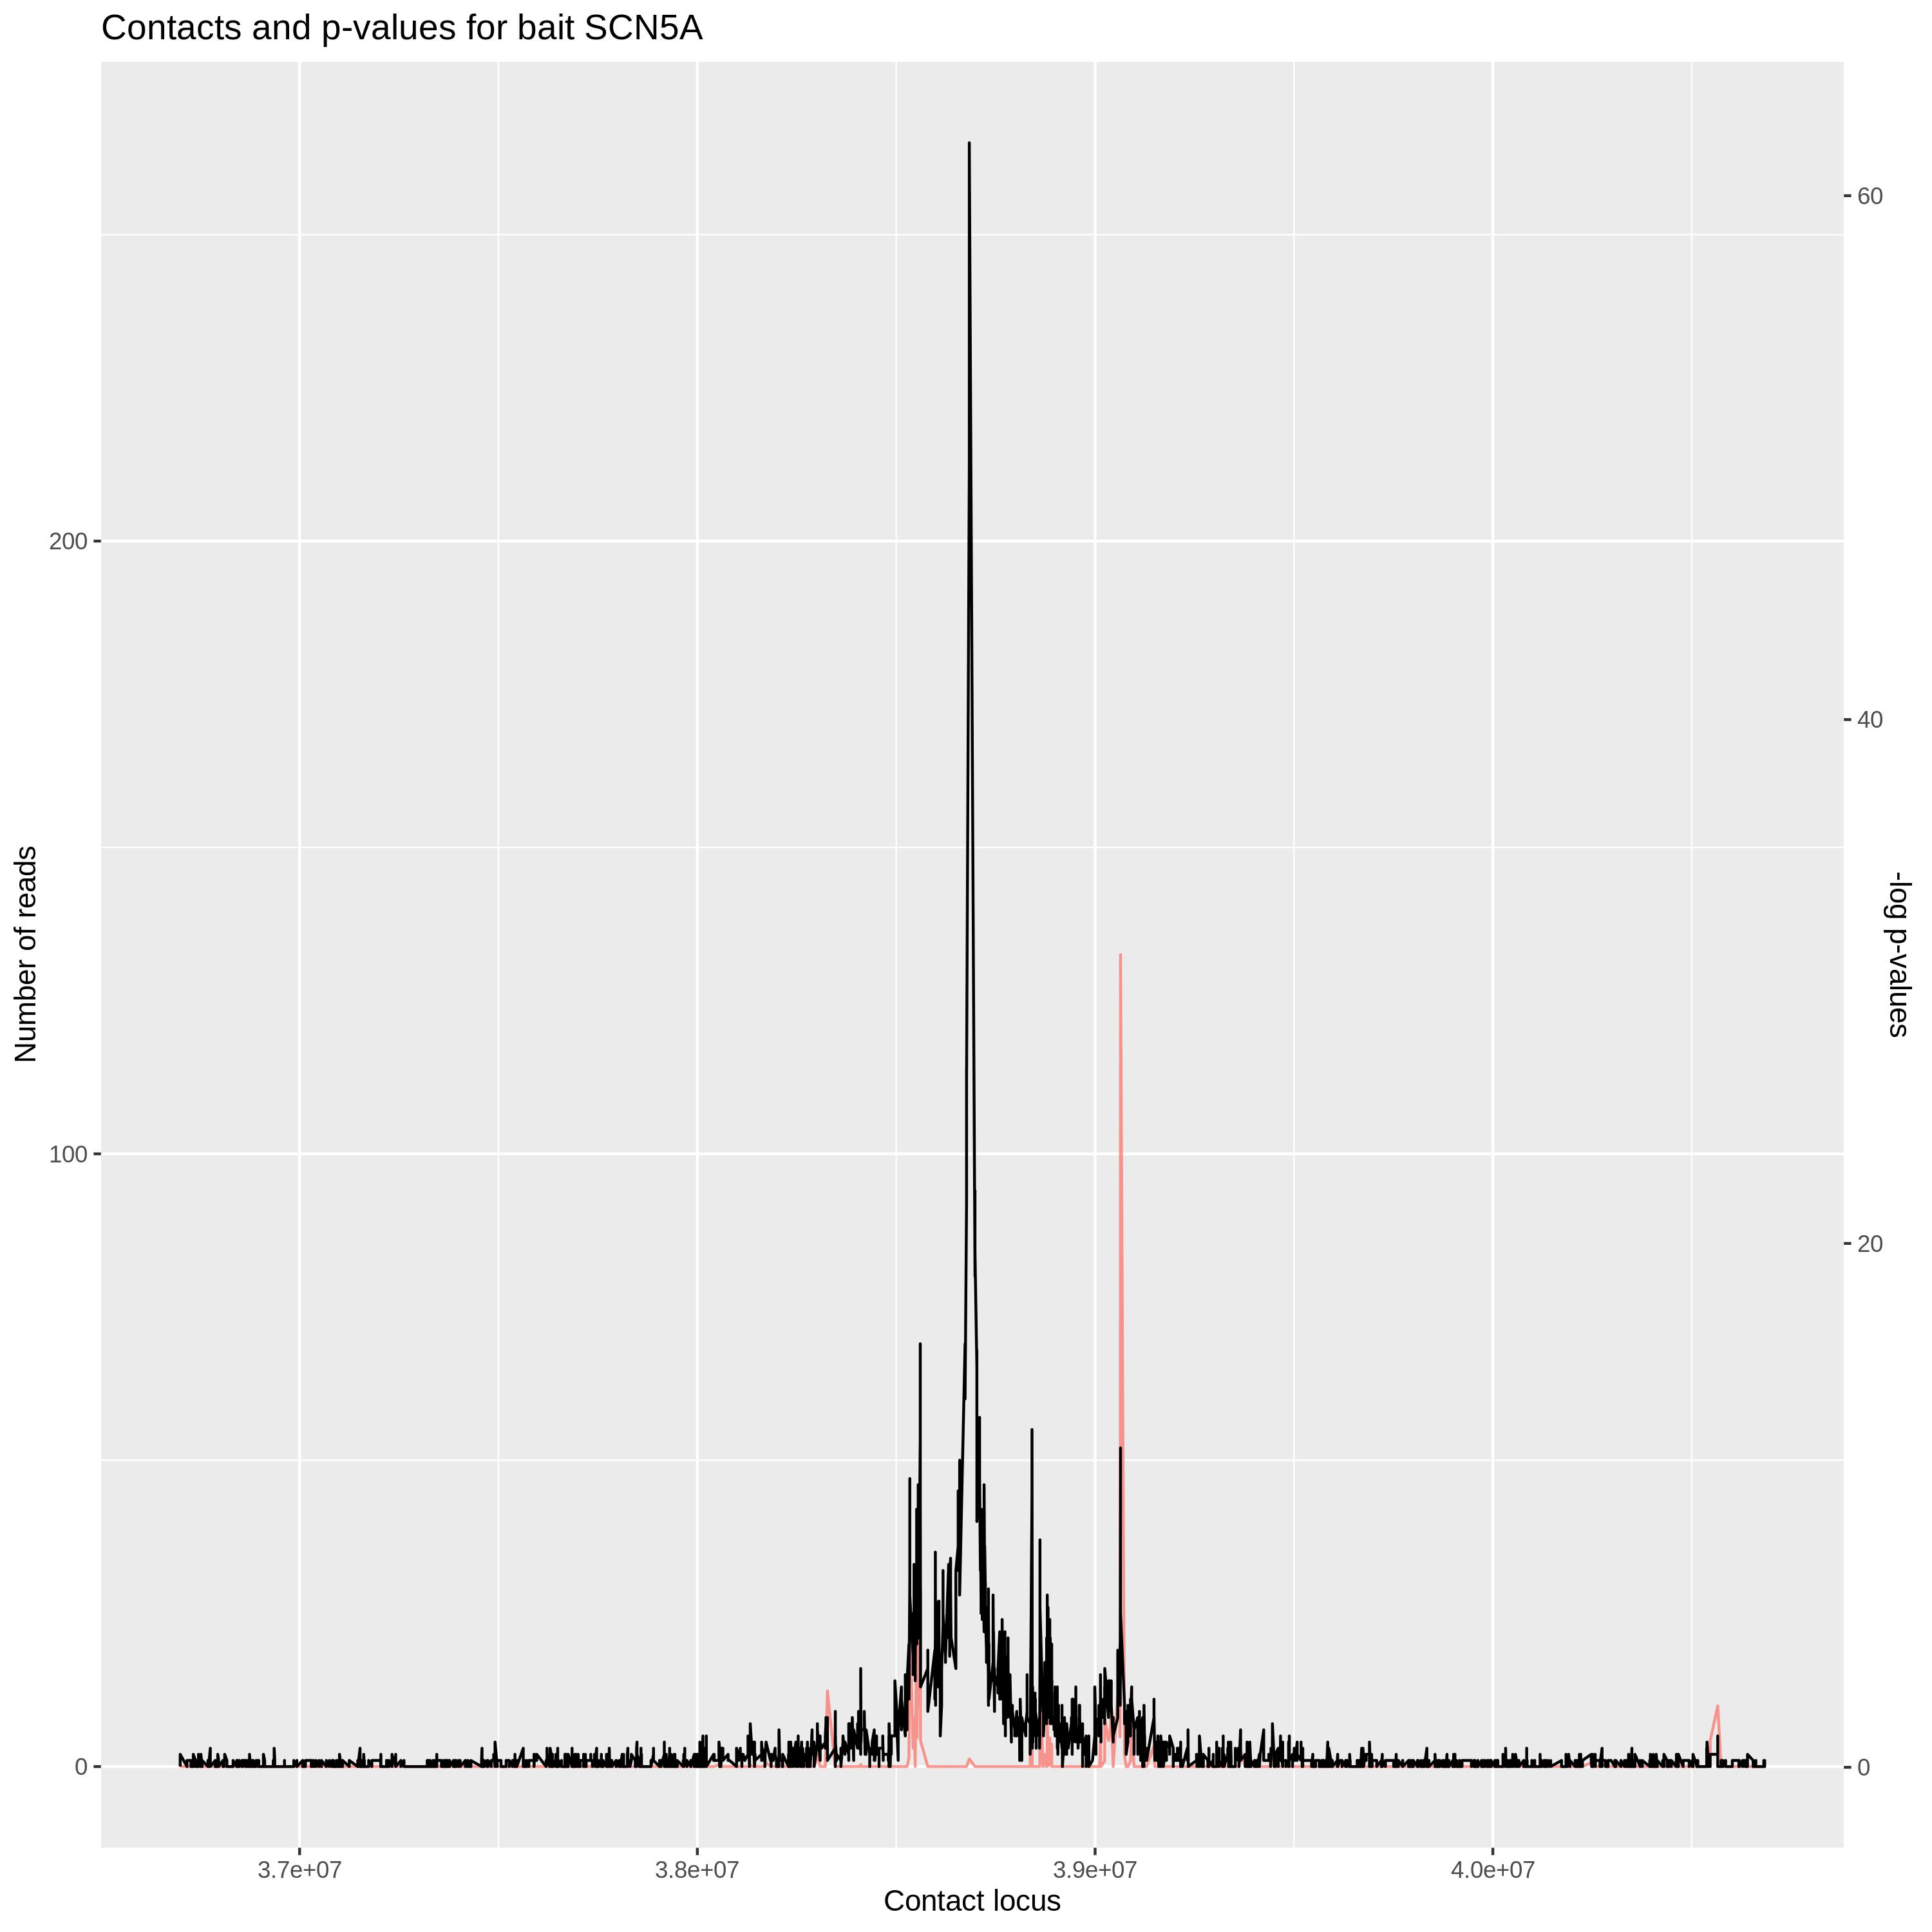 Contacts and p-values for bait SCN5A
Number of reads
200
100
0
60
40
20
0
-log p-values
3.7e+07
3.8e+07
3.9e+07
4.0e+07
Contact locus